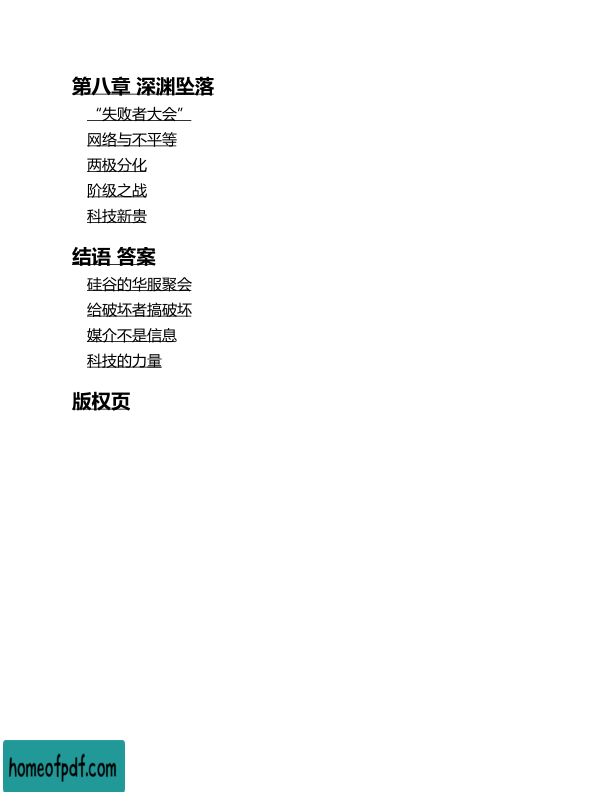 第八章 深渊坠落
“失败者大会”
网络与不平等
两极分化
阶级之战
科技新贵
结语 答案
硅谷的华服聚会
给破坏者搞破坏
媒介不是信息
科技的力量
版权页
homeofpdf.com